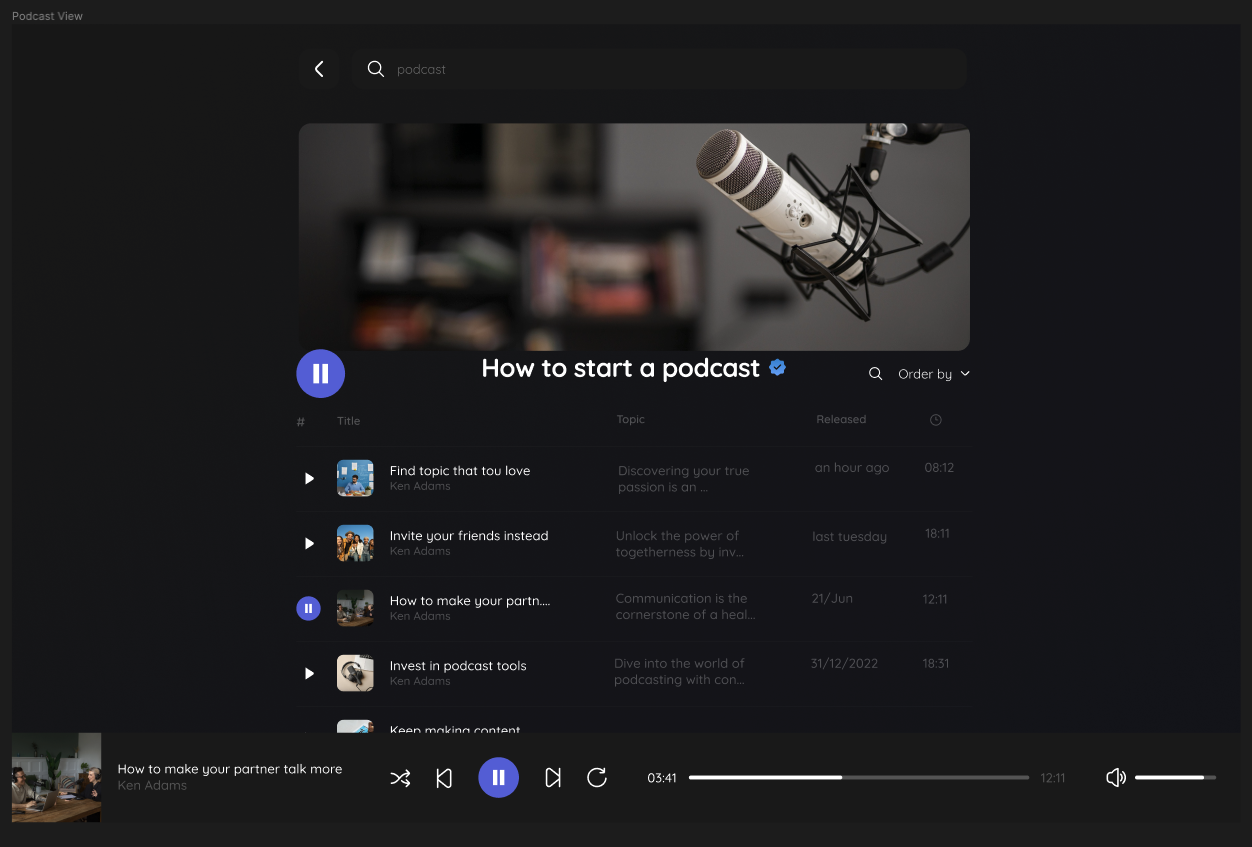 Podcast View
podcast
How to start a podcast
Order by
# Title Topic Released
Find topic that tou love
Ken Adams
Discovering your true
passion is an ...
an hour ago
08:12
Invite your friends instead
Ken Adams
Unlock the power of
togetherness by inv...
last tuesday
18:11
How to make your partn....
Ken Adams
Communication is the
cornerstone of a heal...
21/Jun
12:11
Invest in podcast tools
Ken Adams
Dive into the world of
podcasting with con...
31/12/2022
18:31
Keep making content
How to make your partner talk more
Ken Adams
03:41
12:11